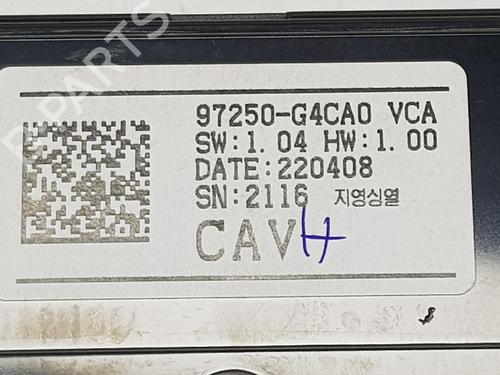 97250-G4CA0 VCA
SW:1.04 HW:1.00
DATE:220408
SN:2116 지영싱열
CAV H
B-PARTS